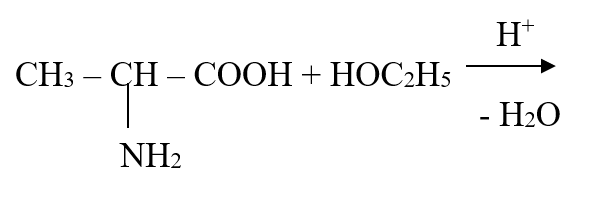 H⁺
CH₃ – CH – COOH + HOC₂H₅
- H₂O
NH₂